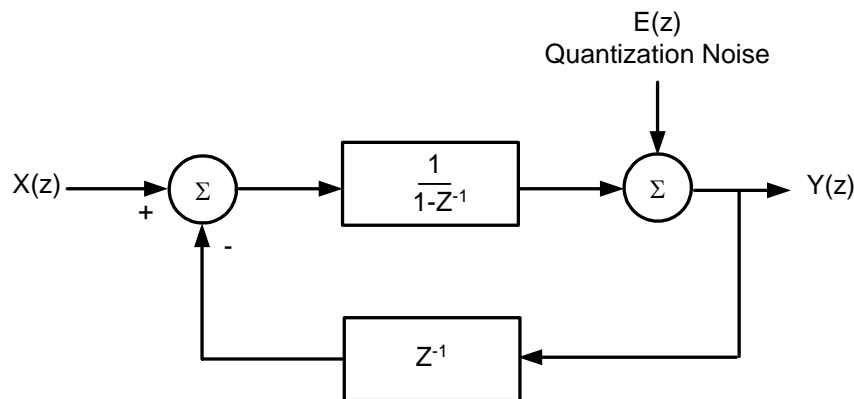 E(z)
Quantization Noise
X(z)
+
Σ
1
1-Z⁻¹
Σ
Y(z)
-
Z⁻¹